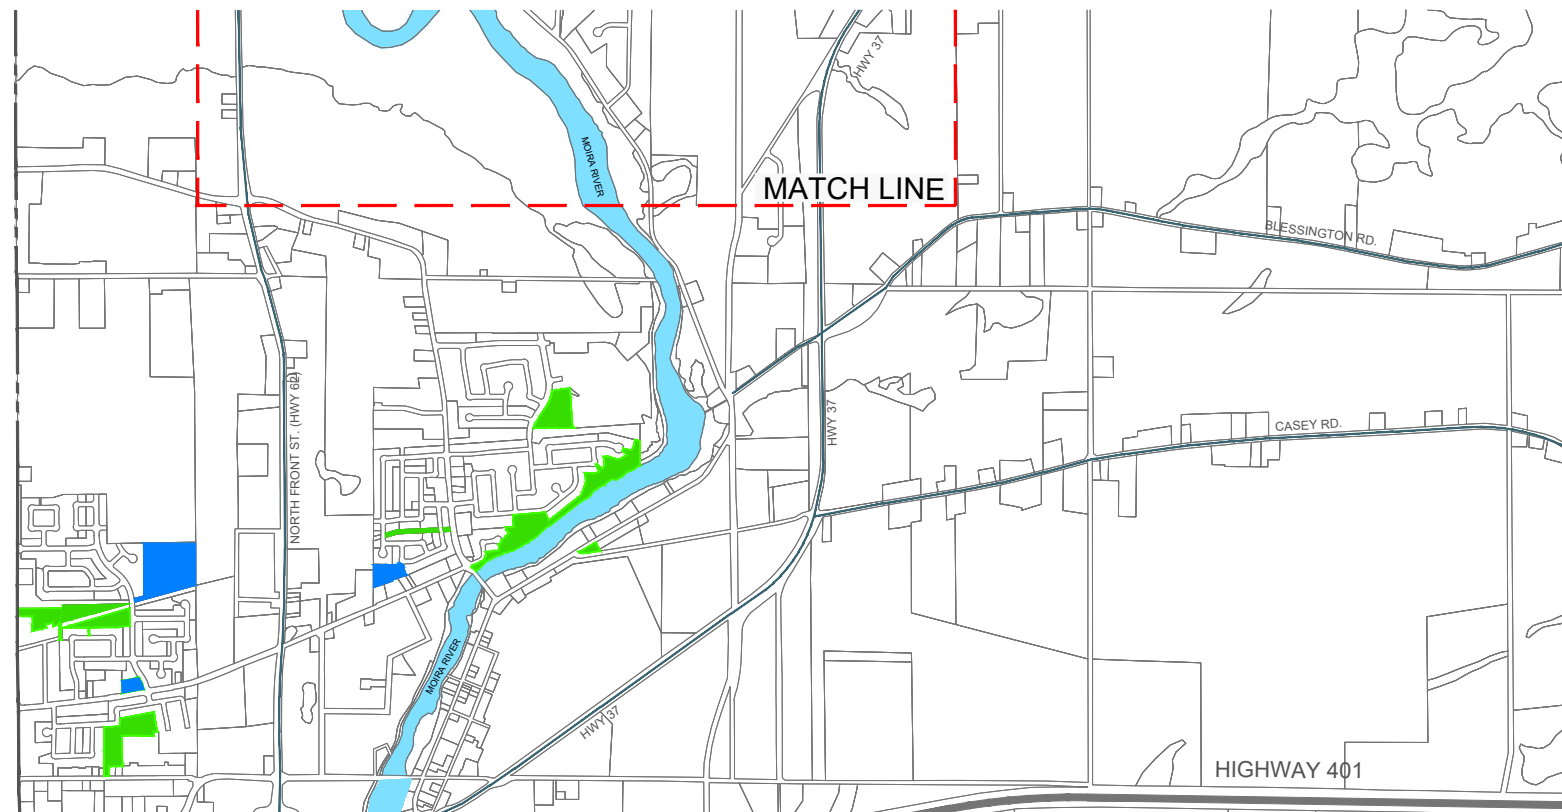 HWY 37
MOIRA RIVER
MATCH LINE
BLESSINGTON RD.
NORTH FRONT ST. (HWY 62)
HWY 37
CASEY RD.
MOIRA RIVER
HWY 37
HIGHWAY 401